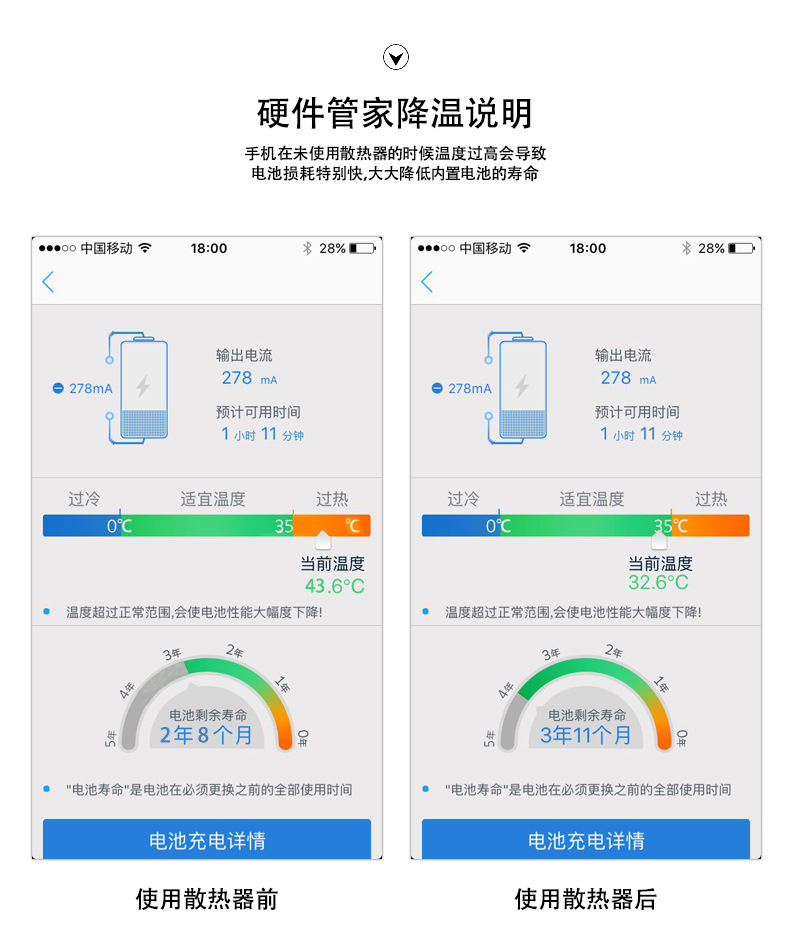 硬件管家降温说明
手机在未使用散热器的时候温度过高会导致
电池损耗特别快,大大降低内置电池的寿命
中国移动 18:00 28%
输出电流
278 mA
278mA
预计可用时间
1 小时 11 分钟
过冷 适宜温度 过热
0℃ 35 ℃
当前温度
43.6℃
温度超过正常范围,会使电池性能大幅度下降!
5年 4年 3年 2年 1年 0年
电池剩余寿命
2年8个月
"电池寿命"是电池在必须更换之前的全部使用时间
电池充电详情
使用散热器前
中国移动 18:00 28%
输出电流
278 mA
278mA
预计可用时间
1 小时 11 分钟
过冷 适宜温度 过热
0℃ 35℃
当前温度
32.6℃
温度超过正常范围,会使电池性能大幅度下降!
5年 4年 3年 2年 1年 0年
电池剩余寿命
3年11个月
"电池寿命"是电池在必须更换之前的全部使用时间
电池充电详情
使用散热器后